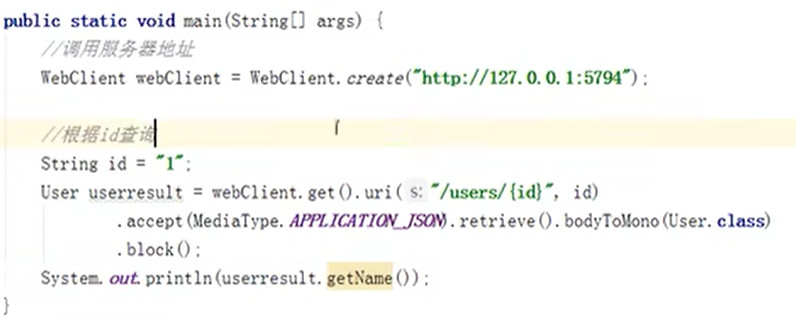 public static void main(String[] args) {
//调用服务器地址
WebClient webClient = WebClient.create("http://127.0.0.1:5794");
//根据id查询
String id = "1";
User userresult = webClient.get().uri( s: "/users/{id}", id)
.accept(MediaType.APPLICATION_JSON).retrieve().bodyToMono(User.class)
.block();
System.out.println(userresult.getName());
}